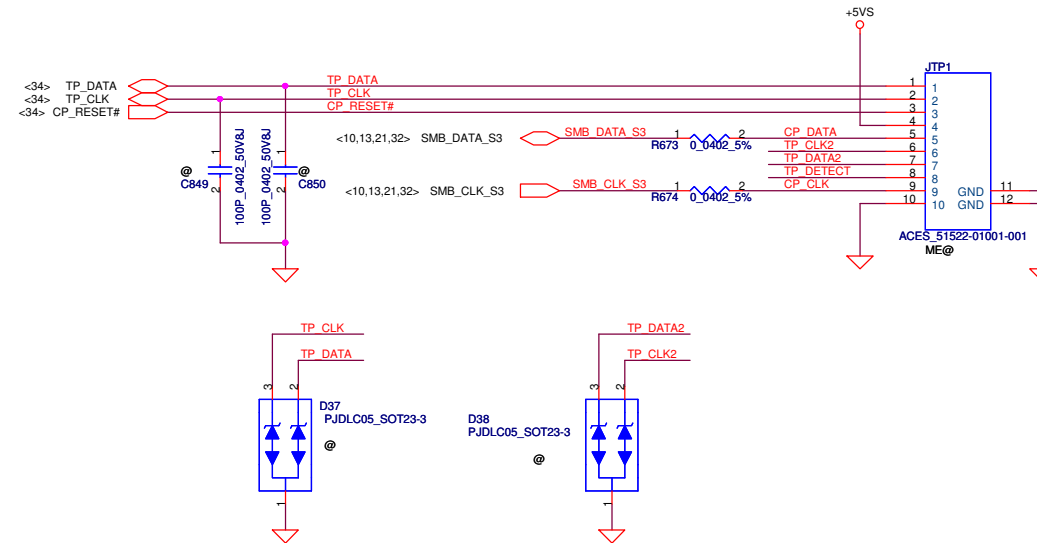 +5VS
JTP1
<34> TP_DATA TP_DATA 1 1
<34> TP_CLK TP_CLK 2 2
<34> CP_RESET# CP_RESET# 3 3
4 4
<10,13,21,32> SMB_DATA_S3 SMB_DATA_S3 1 2 CP_DATA 5 5
R673 0_0402_5%
TP_CLK2 6 6
TP_DATA2 7 7
TP_DETECT 8 8
<10,13,21,32> SMB_CLK_S3 SMB_CLK_S3 1 2 CP_CLK 9 9 GND 11
R674 0_0402_5%
10 10 GND 12
ACES_51522-01001-001
ME@
1 1
@ @
C849 C850
2 2
100P_0402_50V8J 100P_0402_50V8J
TP_CLK
TP_DATA
3 2
D37
PJDLC05_SOT23-3
@
1
TP_DATA2
TP_CLK2
3 2
D38
PJDLC05_SOT23-3
@
1